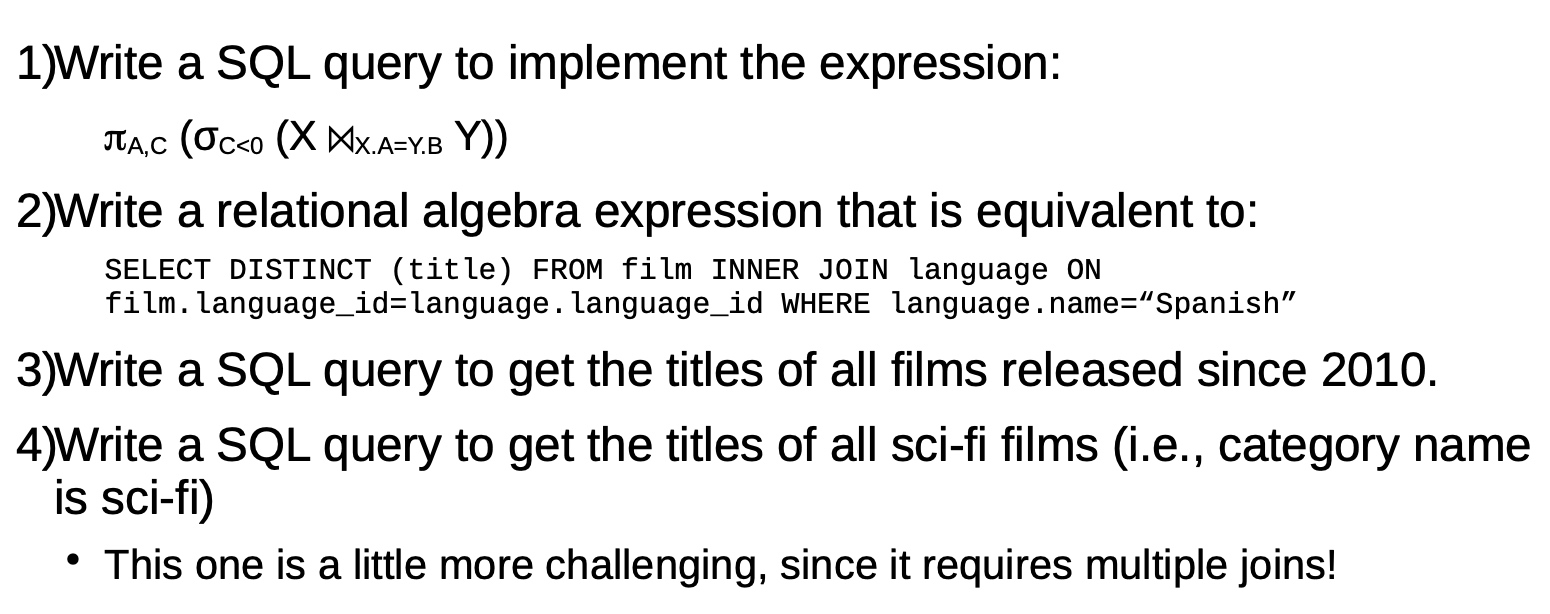 1)Write a SQL query to implement the expression:
πA,C (σC<0 (X ⋈X.A=Y.B Y))
2)Write a relational algebra expression that is equivalent to:
SELECT DISTINCT (title) FROM film INNER JOIN language ON
film.language_id=language.language_id WHERE language.name=“Spanish”
3)Write a SQL query to get the titles of all films released since 2010.
4)Write a SQL query to get the titles of all sci-fi films (i.e., category name
is sci-fi)
• This one is a little more challenging, since it requires multiple joins!